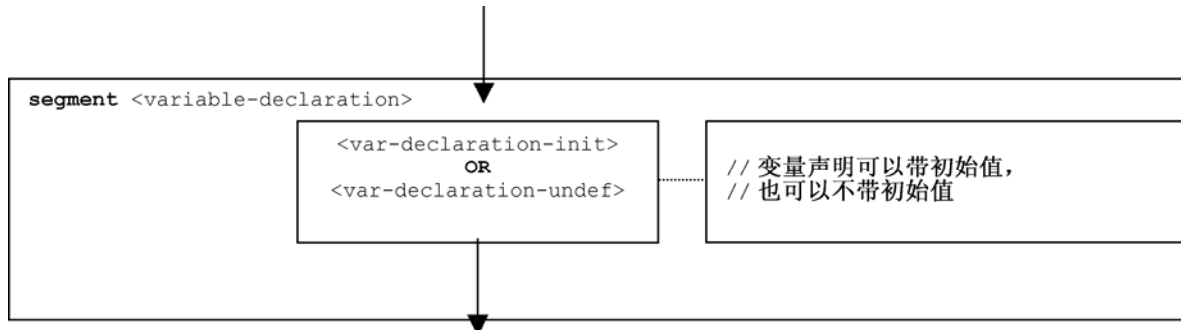 segment <variable-declaration>
<var-declaration-init>
OR
<var-declaration-undef>
// 变量声明可以带初始值，
// 也可以不带初始值